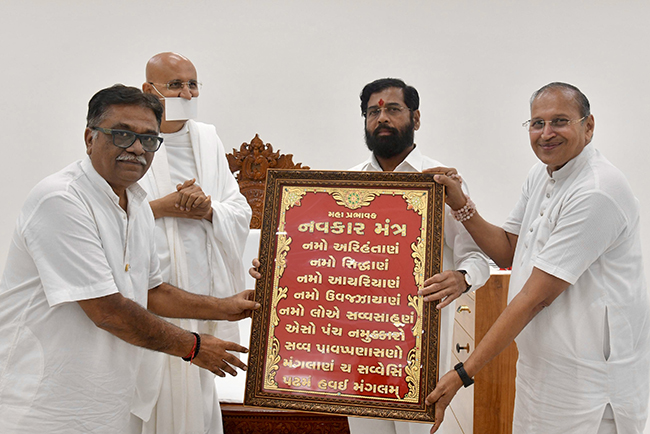 મહા પ્રભાવક
નવકાર મંત્ર
નમો અરિહંતાણં
નમો સિદ્ધાણં
નમો આયરિયાણં
નમો ઉવજ્ઝાયાણં
નમો લોએ સવ્વસાહૂણં
એસો પંચ નમુક્કારો
સવ્વ પાવપ્પણાસણો
મંગલાણં ચ સવ્વેસિં
પઢમં હવઈ મંગલમ્